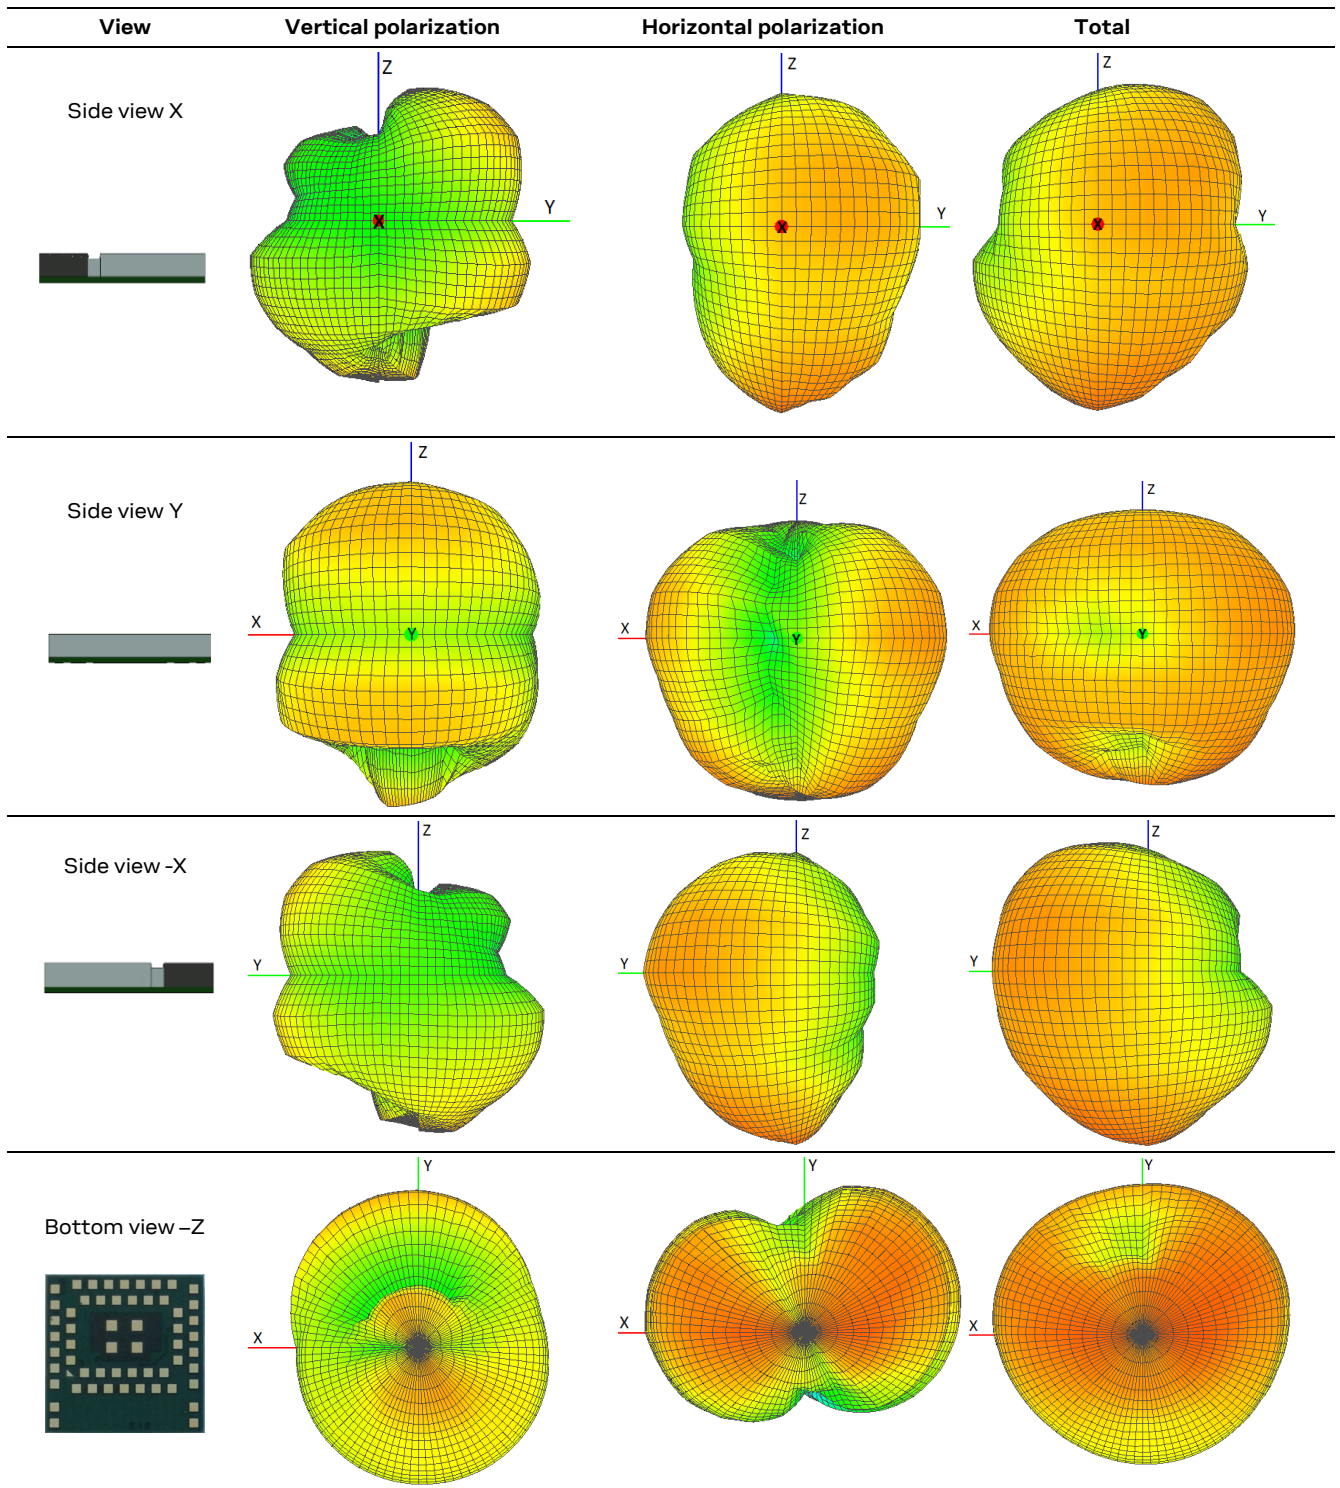 View Vertical polarization Horizontal polarization Total
Side view X
Z
X
Y
Z
X
Y
Z
X
Y
Side view Y
Z
X
Y
Z
X
Y
Z
X
Y
Side view -X
Z
Y
Z
Y
Z
Y
Bottom view –Z
Y
X
Y
X
Y
X